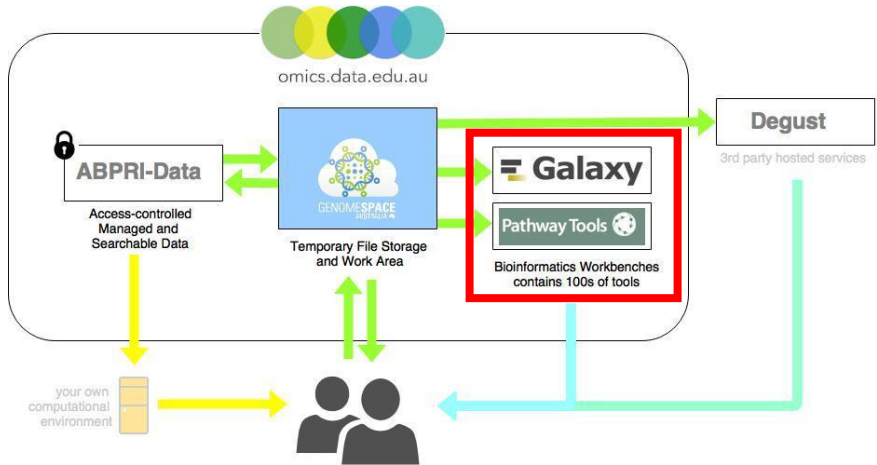 omics.data.edu.au
ABPRI-Data
Access-controlled
Managed and
Searchable Data
GENOMESPACE
AUSTRALIA
Temporary File Storage
and Work Area
Galaxy
Pathway Tools
Bioinformatics Workbenches
contains 100s of tools
Degust
3rd party hosted services
your own
computational
environment